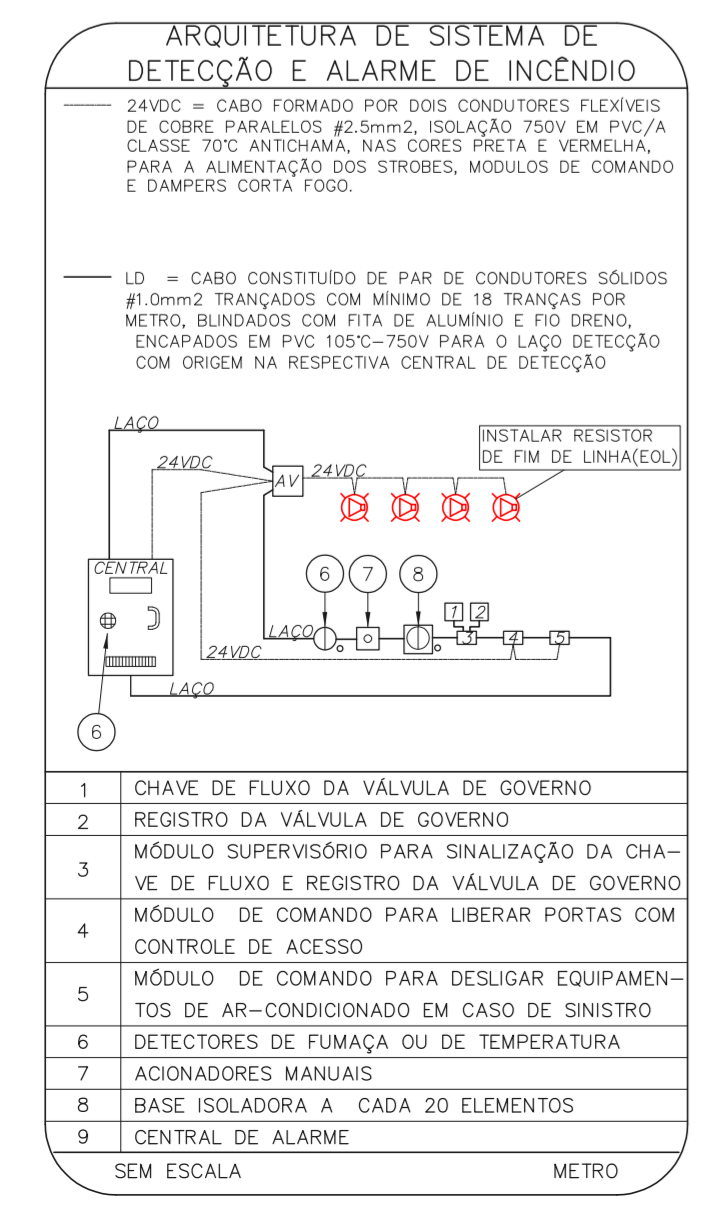 ARQUITETURA DE SISTEMA DE
DETECÇÃO E ALARME DE INCÊNDIO
24VDC = CABO FORMADO POR DOIS CONDUTORES FLEXÍVEIS
DE COBRE PARALELOS #2.5mm2, ISOLAÇÃO 750V EM PVC/A
CLASSE 70°C ANTICHAMA, NAS CORES PRETA E VERMELHA,
PARA A ALIMENTAÇÃO DOS STROBES, MODULOS DE COMANDO
E DAMPERS CORTA FOGO.
LD = CABO CONSTITUÍDO DE PAR DE CONDUTORES SÓLIDOS
#1.0mm2 TRANÇADOS COM MÍNIMO DE 18 TRANÇAS POR
METRO, BLINDADOS COM FITA DE ALUMÍNIO E FIO DRENO,
ENCAPADOS EM PVC 105°C-750V PARA O LAÇO DETECÇÃO
COM ORIGEM NA RESPECTIVA CENTRAL DE DETECÇÃO
LAÇO
INSTALAR RESISTOR
DE FIM DE LINHA(EOL)
24VDC
AV
24VDC
CENTRAL
6
7
8
1
2
LAÇO
3
4
5
24VDC
LAÇO
6
1 CHAVE DE FLUXO DA VÁLVULA DE GOVERNO
2 REGISTRO DA VÁLVULA DE GOVERNO
3 MÓDULO SUPERVISÓRIO PARA SINALIZAÇÃO DA CHA-
VE DE FLUXO E REGISTRO DA VÁLVULA DE GOVERNO
4 MÓDULO DE COMANDO PARA LIBERAR PORTAS COM
CONTROLE DE ACESSO
5 MÓDULO DE COMANDO PARA DESLIGAR EQUIPAMEN-
TOS DE AR-CONDICIONADO EM CASO DE SINISTRO
6 DETECTORES DE FUMAÇA OU DE TEMPERATURA
7 ACIONADORES MANUAIS
8 BASE ISOLADORA A CADA 20 ELEMENTOS
9 CENTRAL DE ALARME
SEM ESCALA METRO